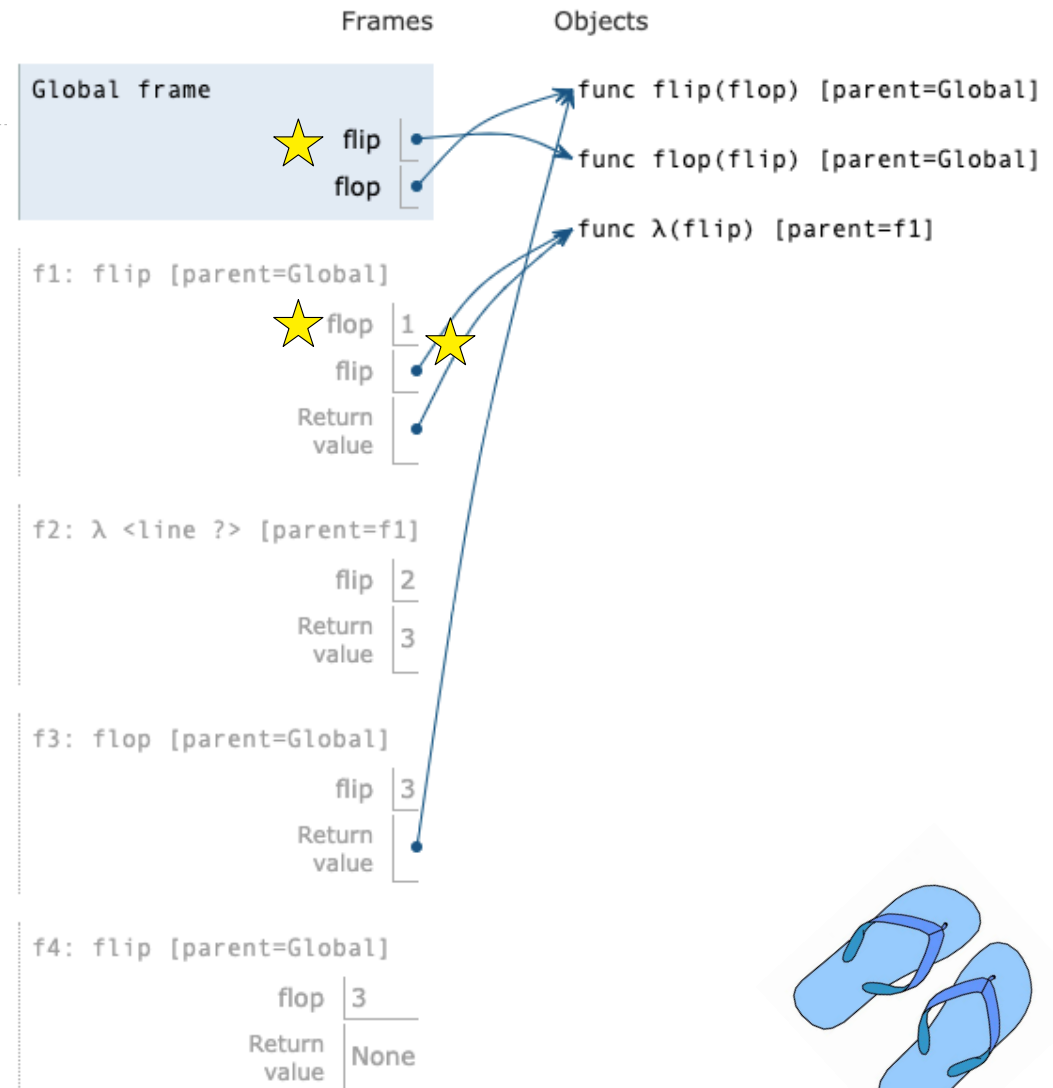 Frames Objects
Global frame
flip
flop
func flip(flop) [parent=Global]
func flop(flip) [parent=Global]
func λ(flip) [parent=f1]
f1: flip [parent=Global]
flop 1
flip
Return
value
f2: λ <line ?> [parent=f1]
flip 2
Return
value 3
f3: flop [parent=Global]
flip 3
Return
value
f4: flip [parent=Global]
flop 3
Return
value None